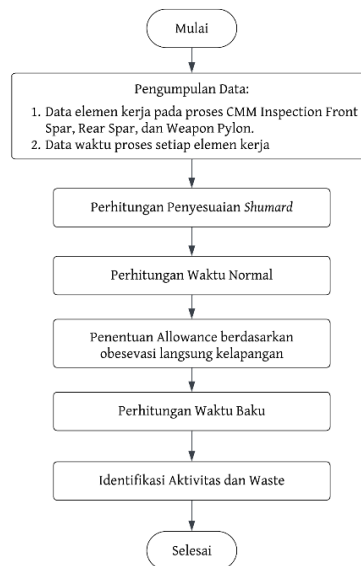 Mulai
Pengumpulan Data:
1. Data elemen kerja pada proses CMM Inspection Front
Spar, Rear Spar, dan Weapon Pylon.
2. Data waktu proses setiap elemen kerja
Perhitungan Penyesuaian Shumard
Perhitungan Waktu Normal
Penentuan Allowance berdasarkan
obesevasi langsung kelapangan
Perhitungan Waktu Baku
Identifikasi Aktivitas dan Waste
Selesai